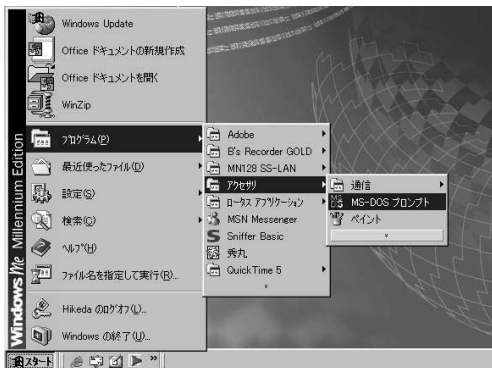 Windows Update
Office ドキュメントの新規作成
Office ドキュメントを開く
WinZip
プログラム(P)
最近使ったファイル(D)
設定(S)
検索(C)
ヘルプ(H)
ファイル名を指定して実行(R)...
Hikeda のログオフ(L)...
Windows の終了(U)...
Windows Me Millennium Edition
Adobe
B's Recorder GOLD
MN128 SS-LAN
アクセサリ
ロータス アプリケーション
MSN Messenger
Sniffer Basic
秀丸
QuickTime 5
通信
MS-DOS プロンプト
ペイント
スタート